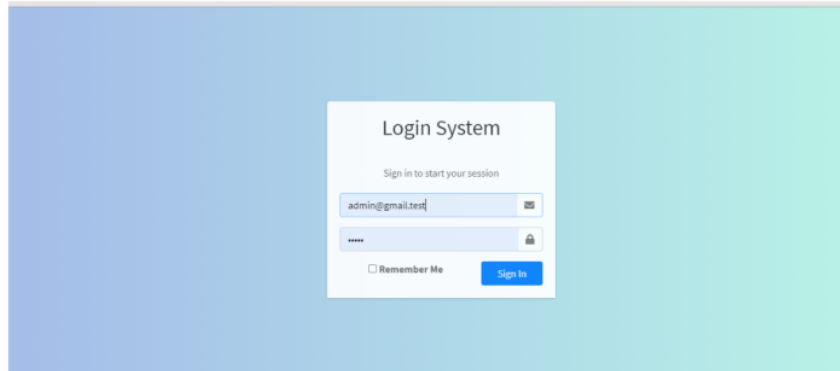 Login System
Sign in to start your session
admin@gmail.test
•••••
Remember Me
Sign In